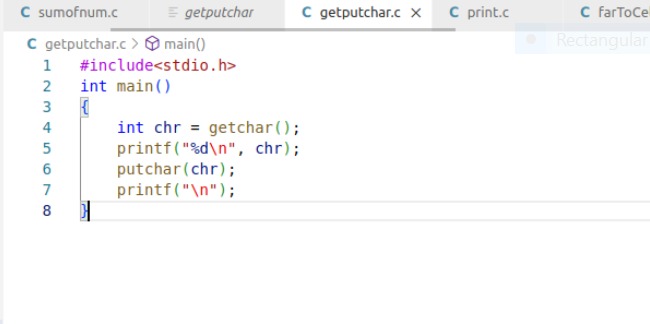 C sumofnum.c getputchar C getputchar.c × C print.c C farToCel
C getputchar.c > main()
Rectangular
1 #include<stdio.h>
2 int main()
3 {
4 int chr = getchar();
5 printf("%d\n", chr);
6 putchar(chr);
7 printf("\n");
8 }